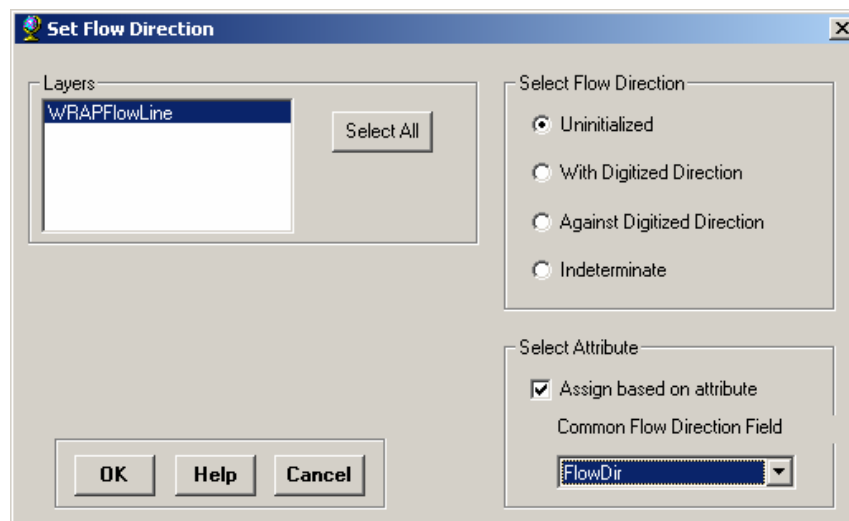 Set Flow Direction
Layers
WRAPFlowLine
Select All
Select Flow Direction
Uninitialized
With Digitized Direction
Against Digitized Direction
Indeterminate
Select Attribute
Assign based on attribute
Common Flow Direction Field
FlowDir
OK
Help
Cancel